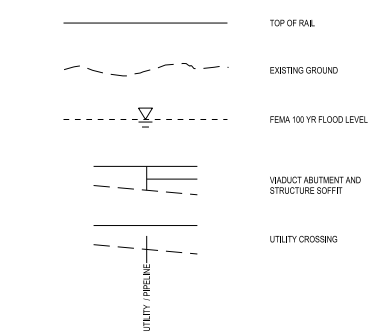 TOP OF RAIL
EXISTING GROUND
FEMA 100 YR FLOOD LEVEL
VIADUCT ABUTMENT AND
STRUCTURE SOFFIT
UTILITY CROSSING
UTILITY / PIPELINE